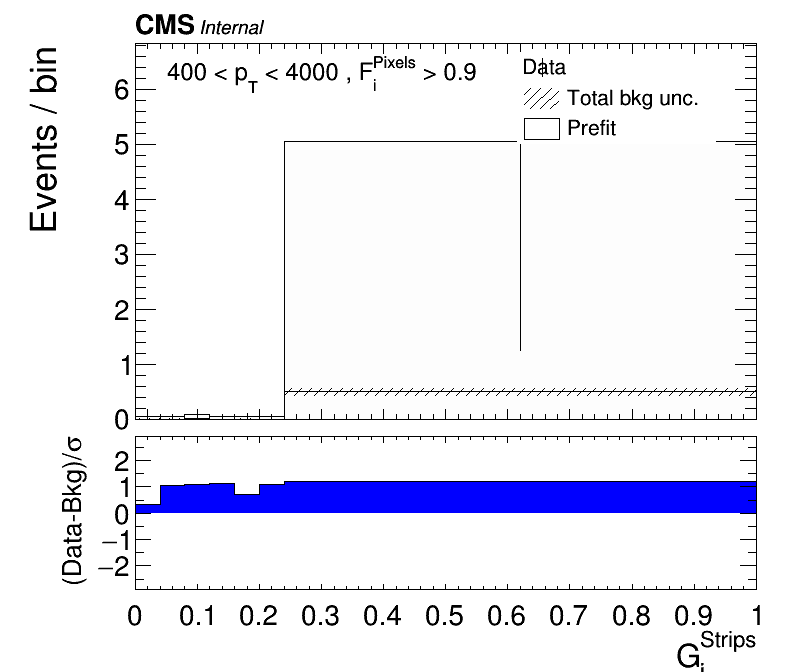 CMS Internal
400 < p_T < 4000 , F_i^Pixels > 0.9
Data
Total bkg unc.
Prefit
Events / bin
6
5
4
3
2
1
0
(Data-Bkg)/σ
2
1
0
−1
−2
0 0.1 0.2 0.3 0.4 0.5 0.6 0.7 0.8 0.9 1
G_i^Strips